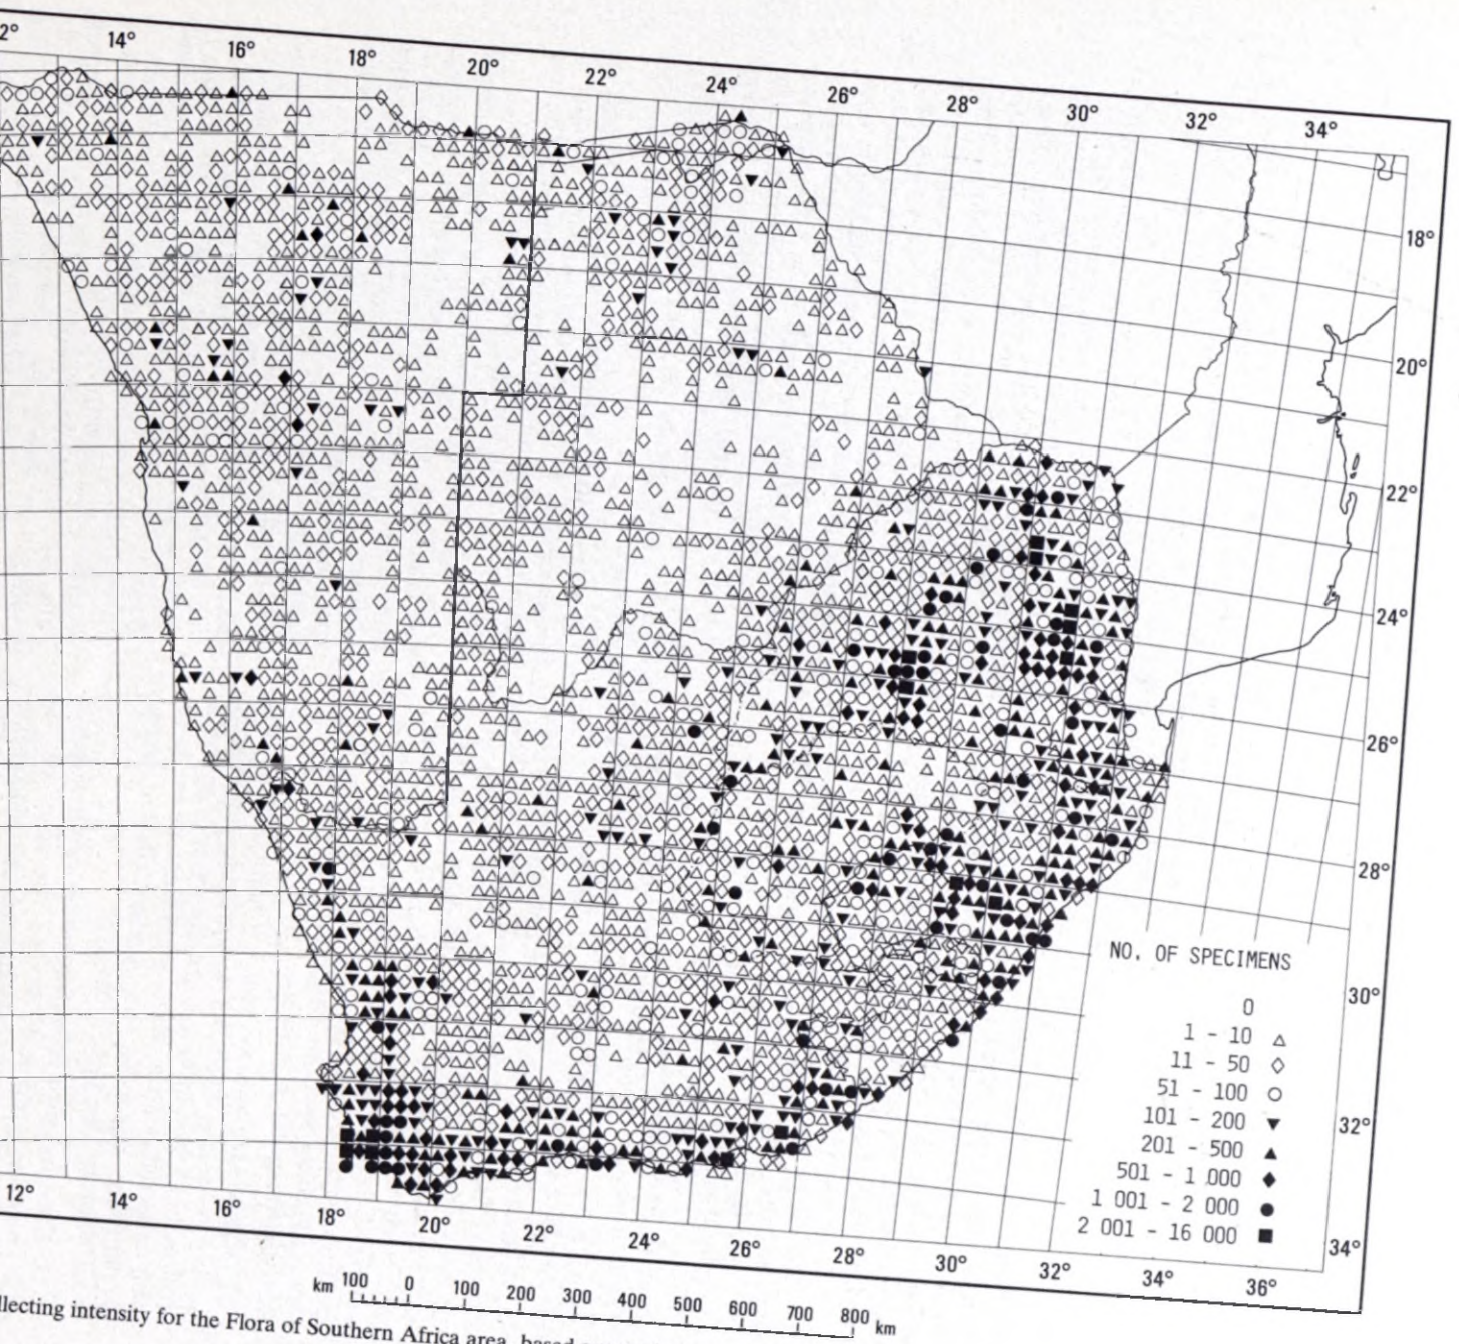 2° 14° 16° 18° 20° 22° 24° 26° 28° 30° 32° 34°
18°
20°
22°
24°
26°
28°
NO. OF SPECIMENS
0
30°
1 - 10 △
11 - 50 ◇
51 - 100 ○
101 - 200 ▼
32°
201 - 500 ▲
501 - 1 000 ◆
1 001 - 2 000 ●
2 001 - 16 000 ■
34°
12° 14° 16° 18° 20° 22° 24° 26° 28° 30° 32° 34° 36°
km 100 0 100 200 300 400 500 600 700 800 km
llecting intensity for the Flora of Southern Africa area, based